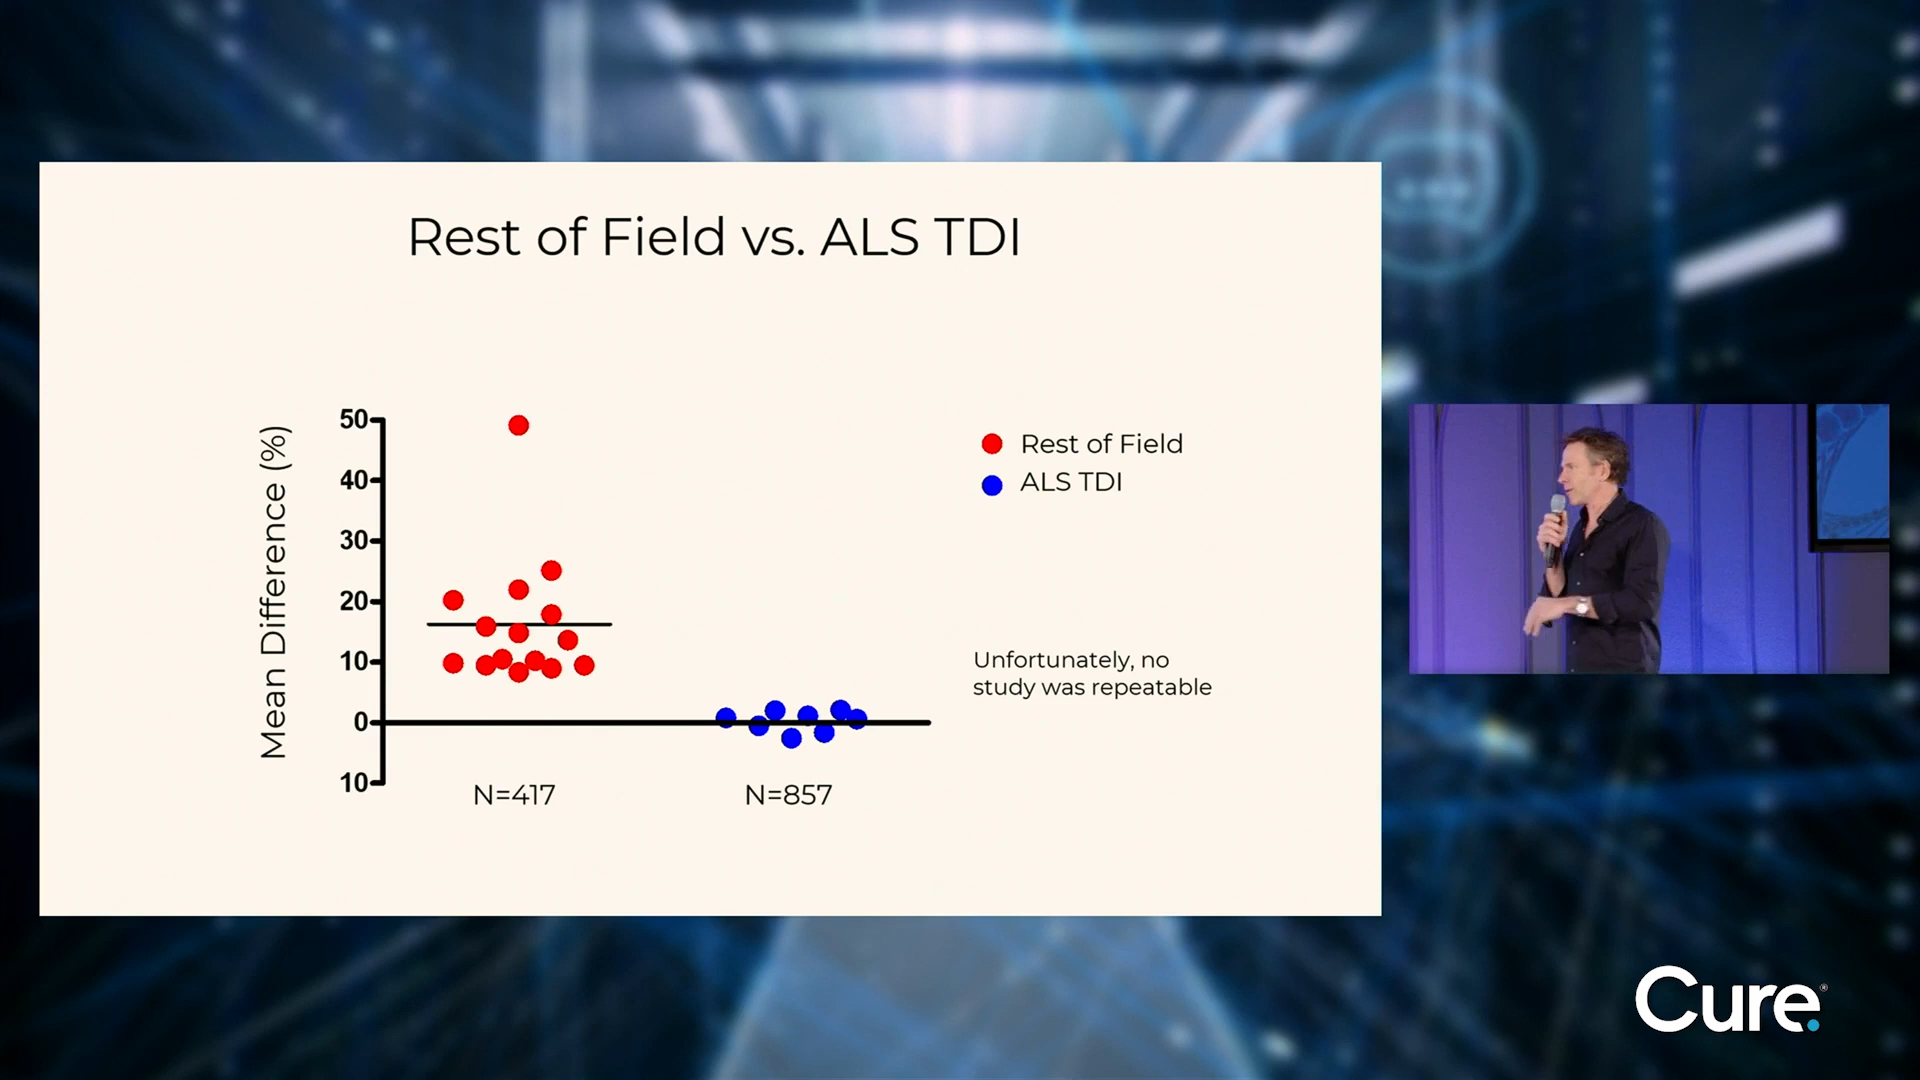 Rest of Field vs. ALS TDI
Mean Difference (%)
50
40
30
20
10
0
10
N=417
N=857
Rest of Field
ALS TDI
Unfortunately, no
study was repeatable
Cure.®